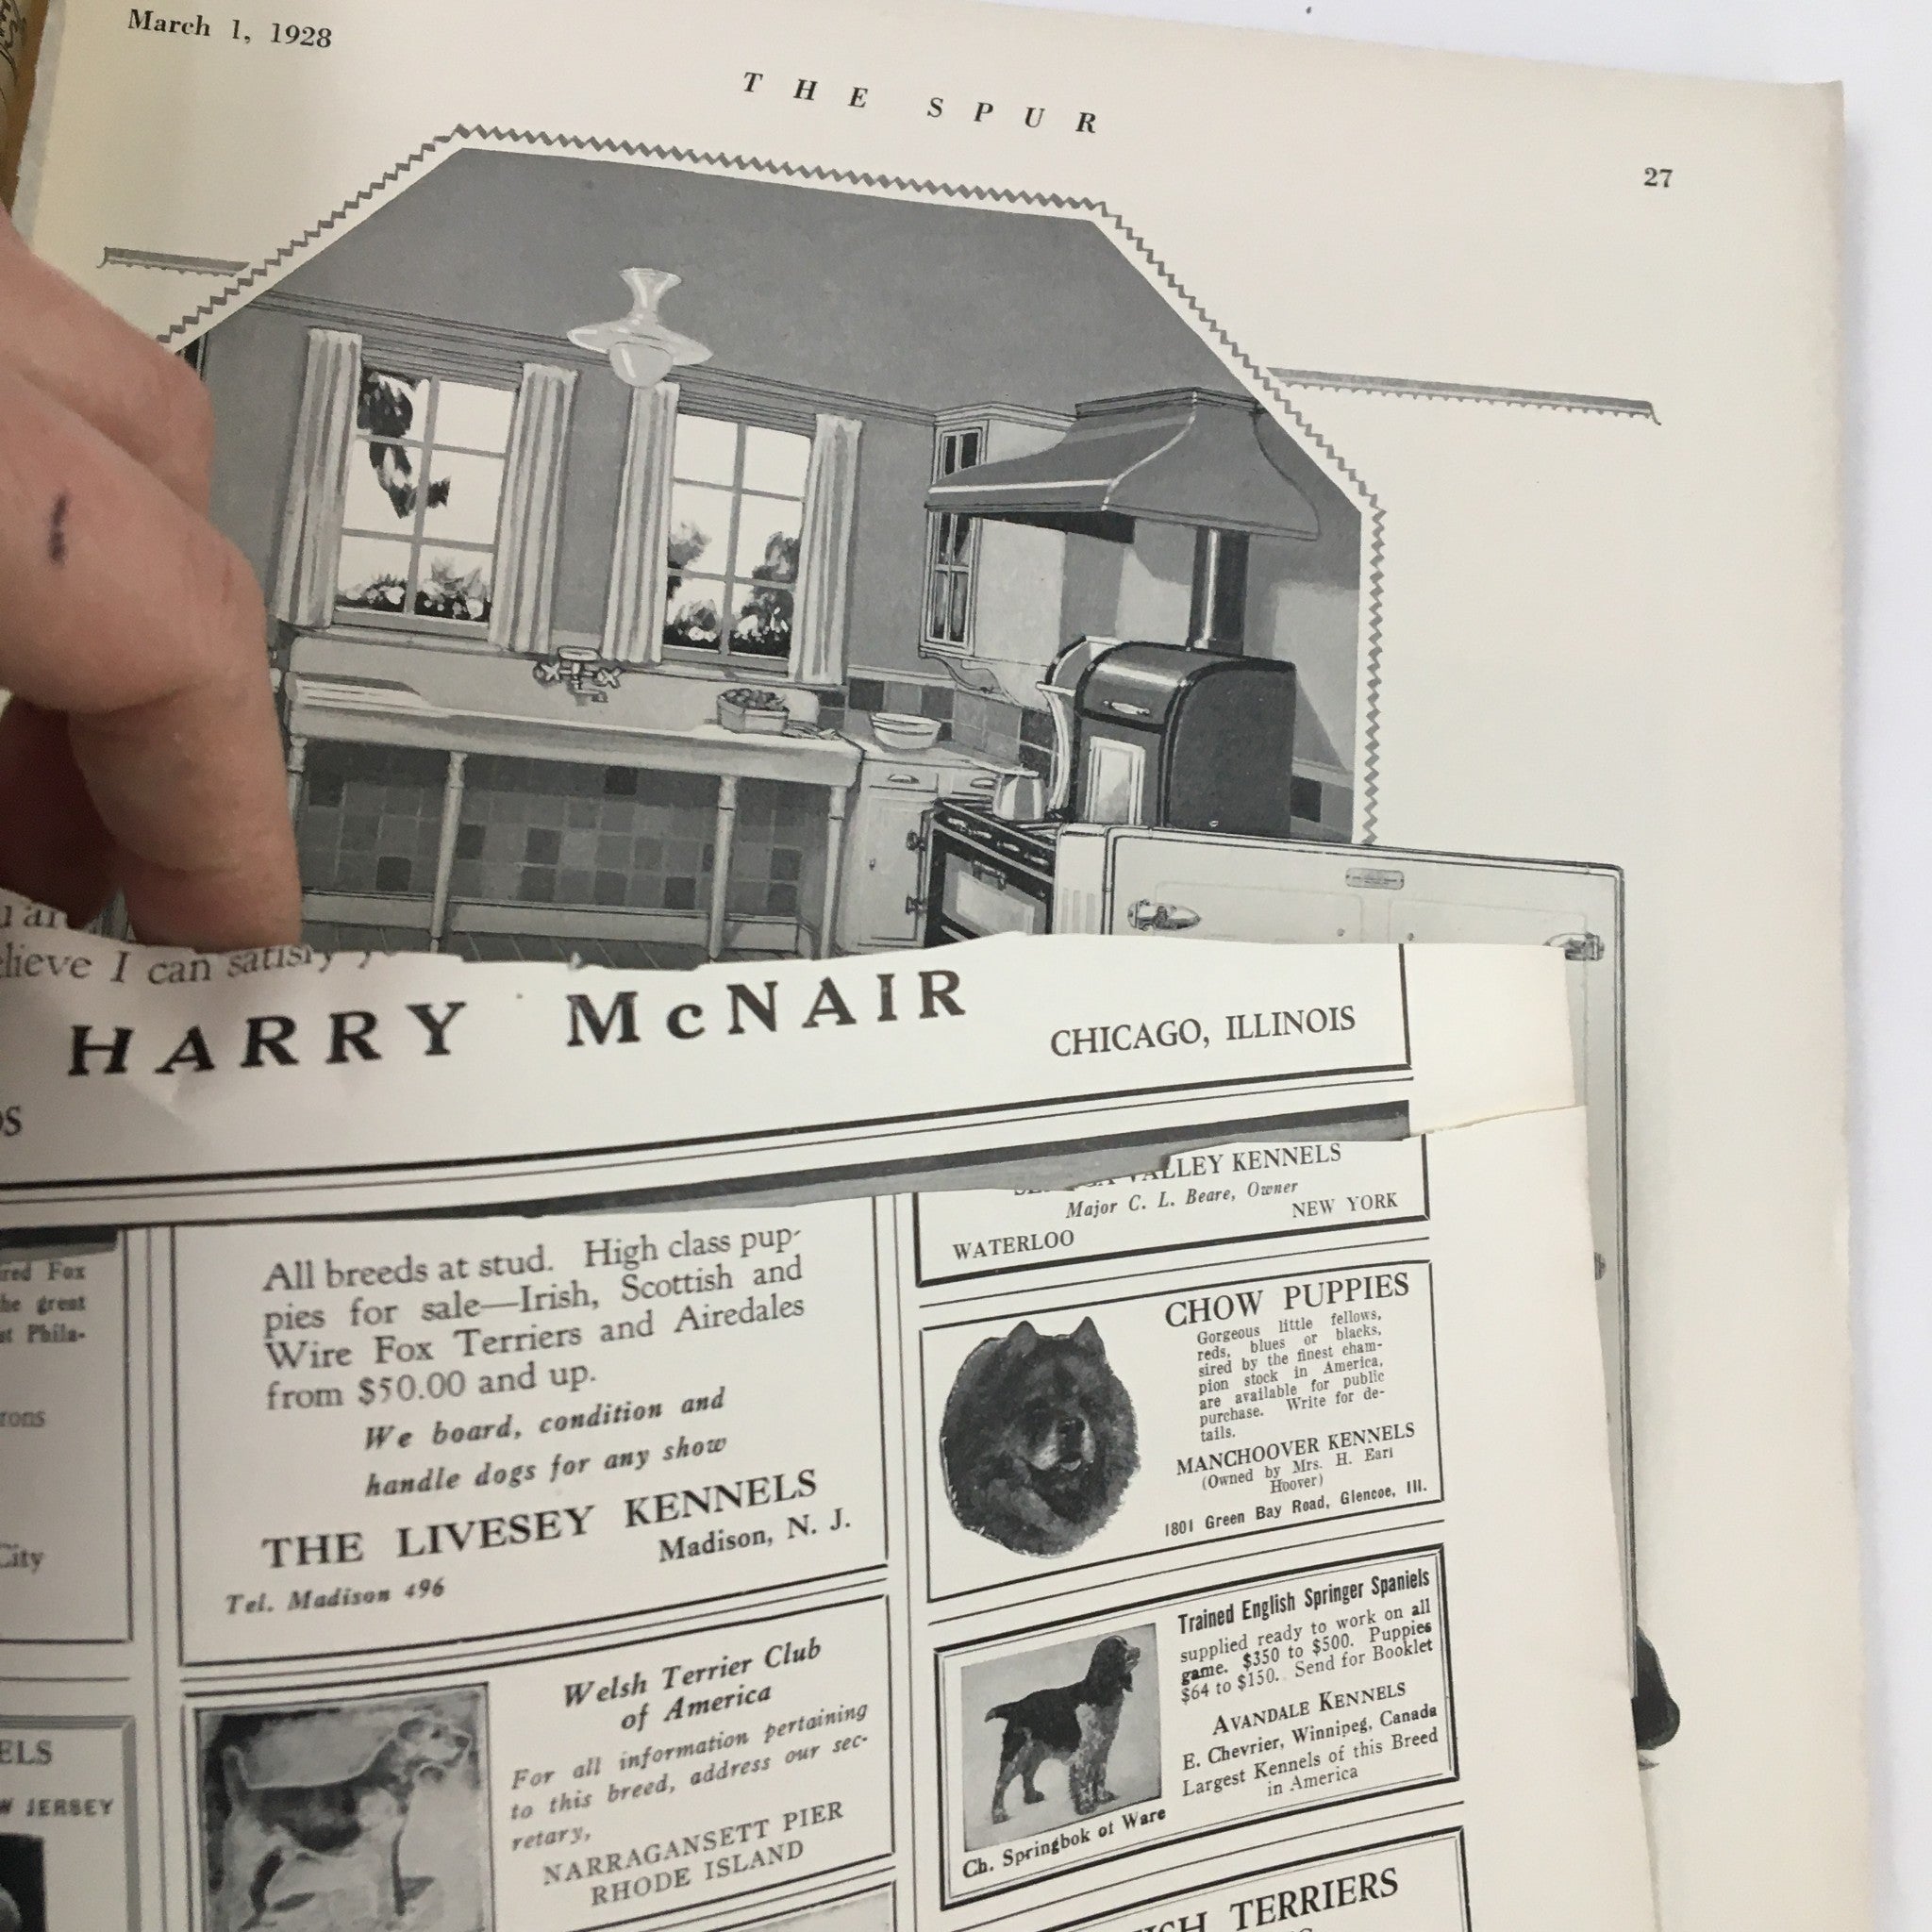 March 1, 1928
THE SPUR
27
lieve I can satisfy
HARRY McNAIR
CHICAGO, ILLINOIS
VALLEY KENNELS
Major C. L. Beare, Owner
WATERLOO
NEW YORK
red Fox
he great
st Phila-
rons
City
ELS
W JERSEY
All breeds at stud. High class pup-
pies for sale—Irish, Scottish and
Wire Fox Terriers and Airedales
from $50.00 and up.
We board, condition and
handle dogs for any show
THE LIVESEY KENNELS
Madison, N. J.
Tel. Madison 496
Welsh Terrier Club
of America
For all information pertaining
to this breed, address our sec-
retary,
NARRAGANSETT PIER
RHODE ISLAND
CHOW PUPPIES
Gorgeous little fellows,
reds, blues or blacks,
sired by the finest cham-
pion stock in America,
are available for public
purchase. Write for de-
tails.
MANCHOOVER KENNELS
(Owned by Mrs. H. Earl
Hoover)
1801 Green Bay Road, Glencoe, Ill.
Trained English Springer Spaniels
supplied ready to work on all
game. $350 to $500. Puppies
$64 to $150. Send for Booklet
AVANDALE KENNELS
E. Chevrier, Winnipeg, Canada
Largest Kennels of this Breed
in America
Ch. Springbok of Ware
TERRIERS